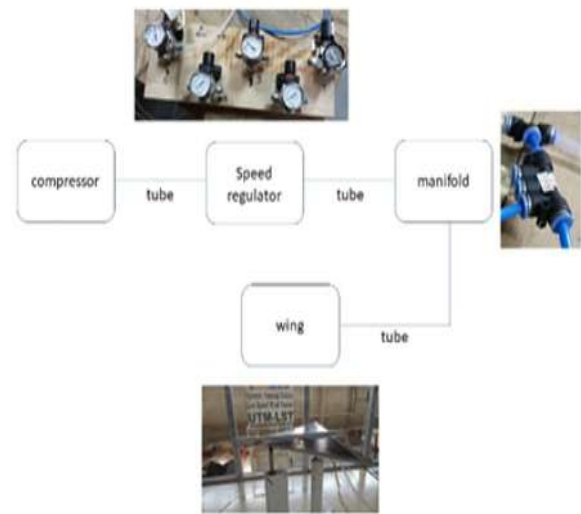 compressor
tube
Speed
regulator
tube
manifold
wing
tube
UTM-LST